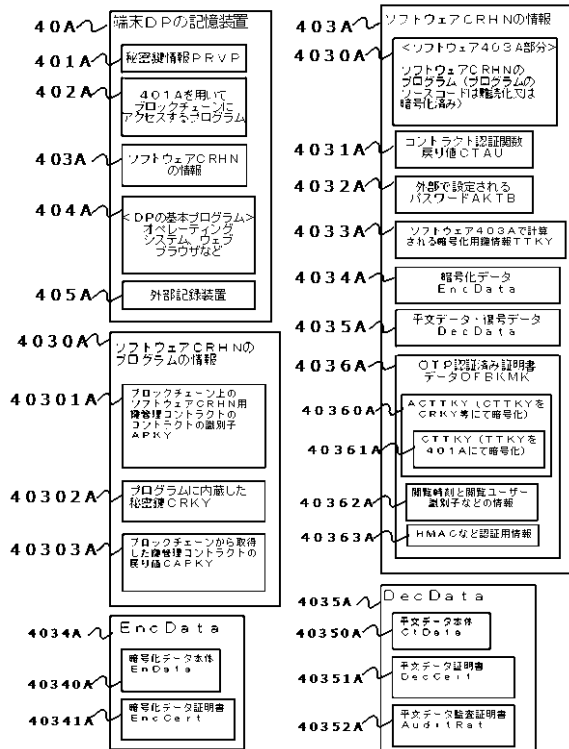 40A
端末DPの記憶装置
401A
秘密鍵情報PRVP
402A
401Aを用いて
ブロックチェーンに
アクセスするプログラム
403A
ソフトウェアCRHN
の情報
404A
<DPの基本プログラム>
オペレーティング
システム、ウェブ
ブラウザなど
405A
外部記録装置
4030A
ソフトウェアCRHNの
プログラムの情報
40301A
ブロックチェーン上の
ソフトウェアCRHN用
鍵管理コントラクトの
コントラクトの識別子
APKY
40302A
プログラムに内蔵した
秘密鍵CRKY
40303A
ブロックチェーンから取得
した鍵管理コントラクトの
戻り値CAPKY
4034A
EncData
暗号化データ本体
EnData
40340A
暗号化データ証明書
EncCert
40341A
403A
ソフトウェアCRHNの情報
4030A
<ソフトウェア403A部分>
ソフトウェアCRHNの
プログラム(プログラムの
ソースコードは難読化又は
暗号化済み)
4031A
コントラクト認証関数
戻り値CTAU
4032A
外部で設定される
パスワードAKTB
4033A
ソフトウェア403Aで計算
される暗号化用鍵情報TTKY
4034A
暗号化データ
EncData
4035A
平文データ・復号データ
DecData
4036A
OTP認証済み証明書
データOFBKMK
40360A
ACTTKY(CTTKYを
CRKY等にて暗号化)
40361A
CTTKY(TTKYを
401Aにて暗号化)
40362A
閲覧時刻と閲覧ユーザー
識別子などの情報
40363A
HMACなど認証用情報
4035A
DecData
平文データ本体
CtData
40350A
平文データ証明書
DecCert
40351A
平文データ監査証明書
AuditRat
40352A